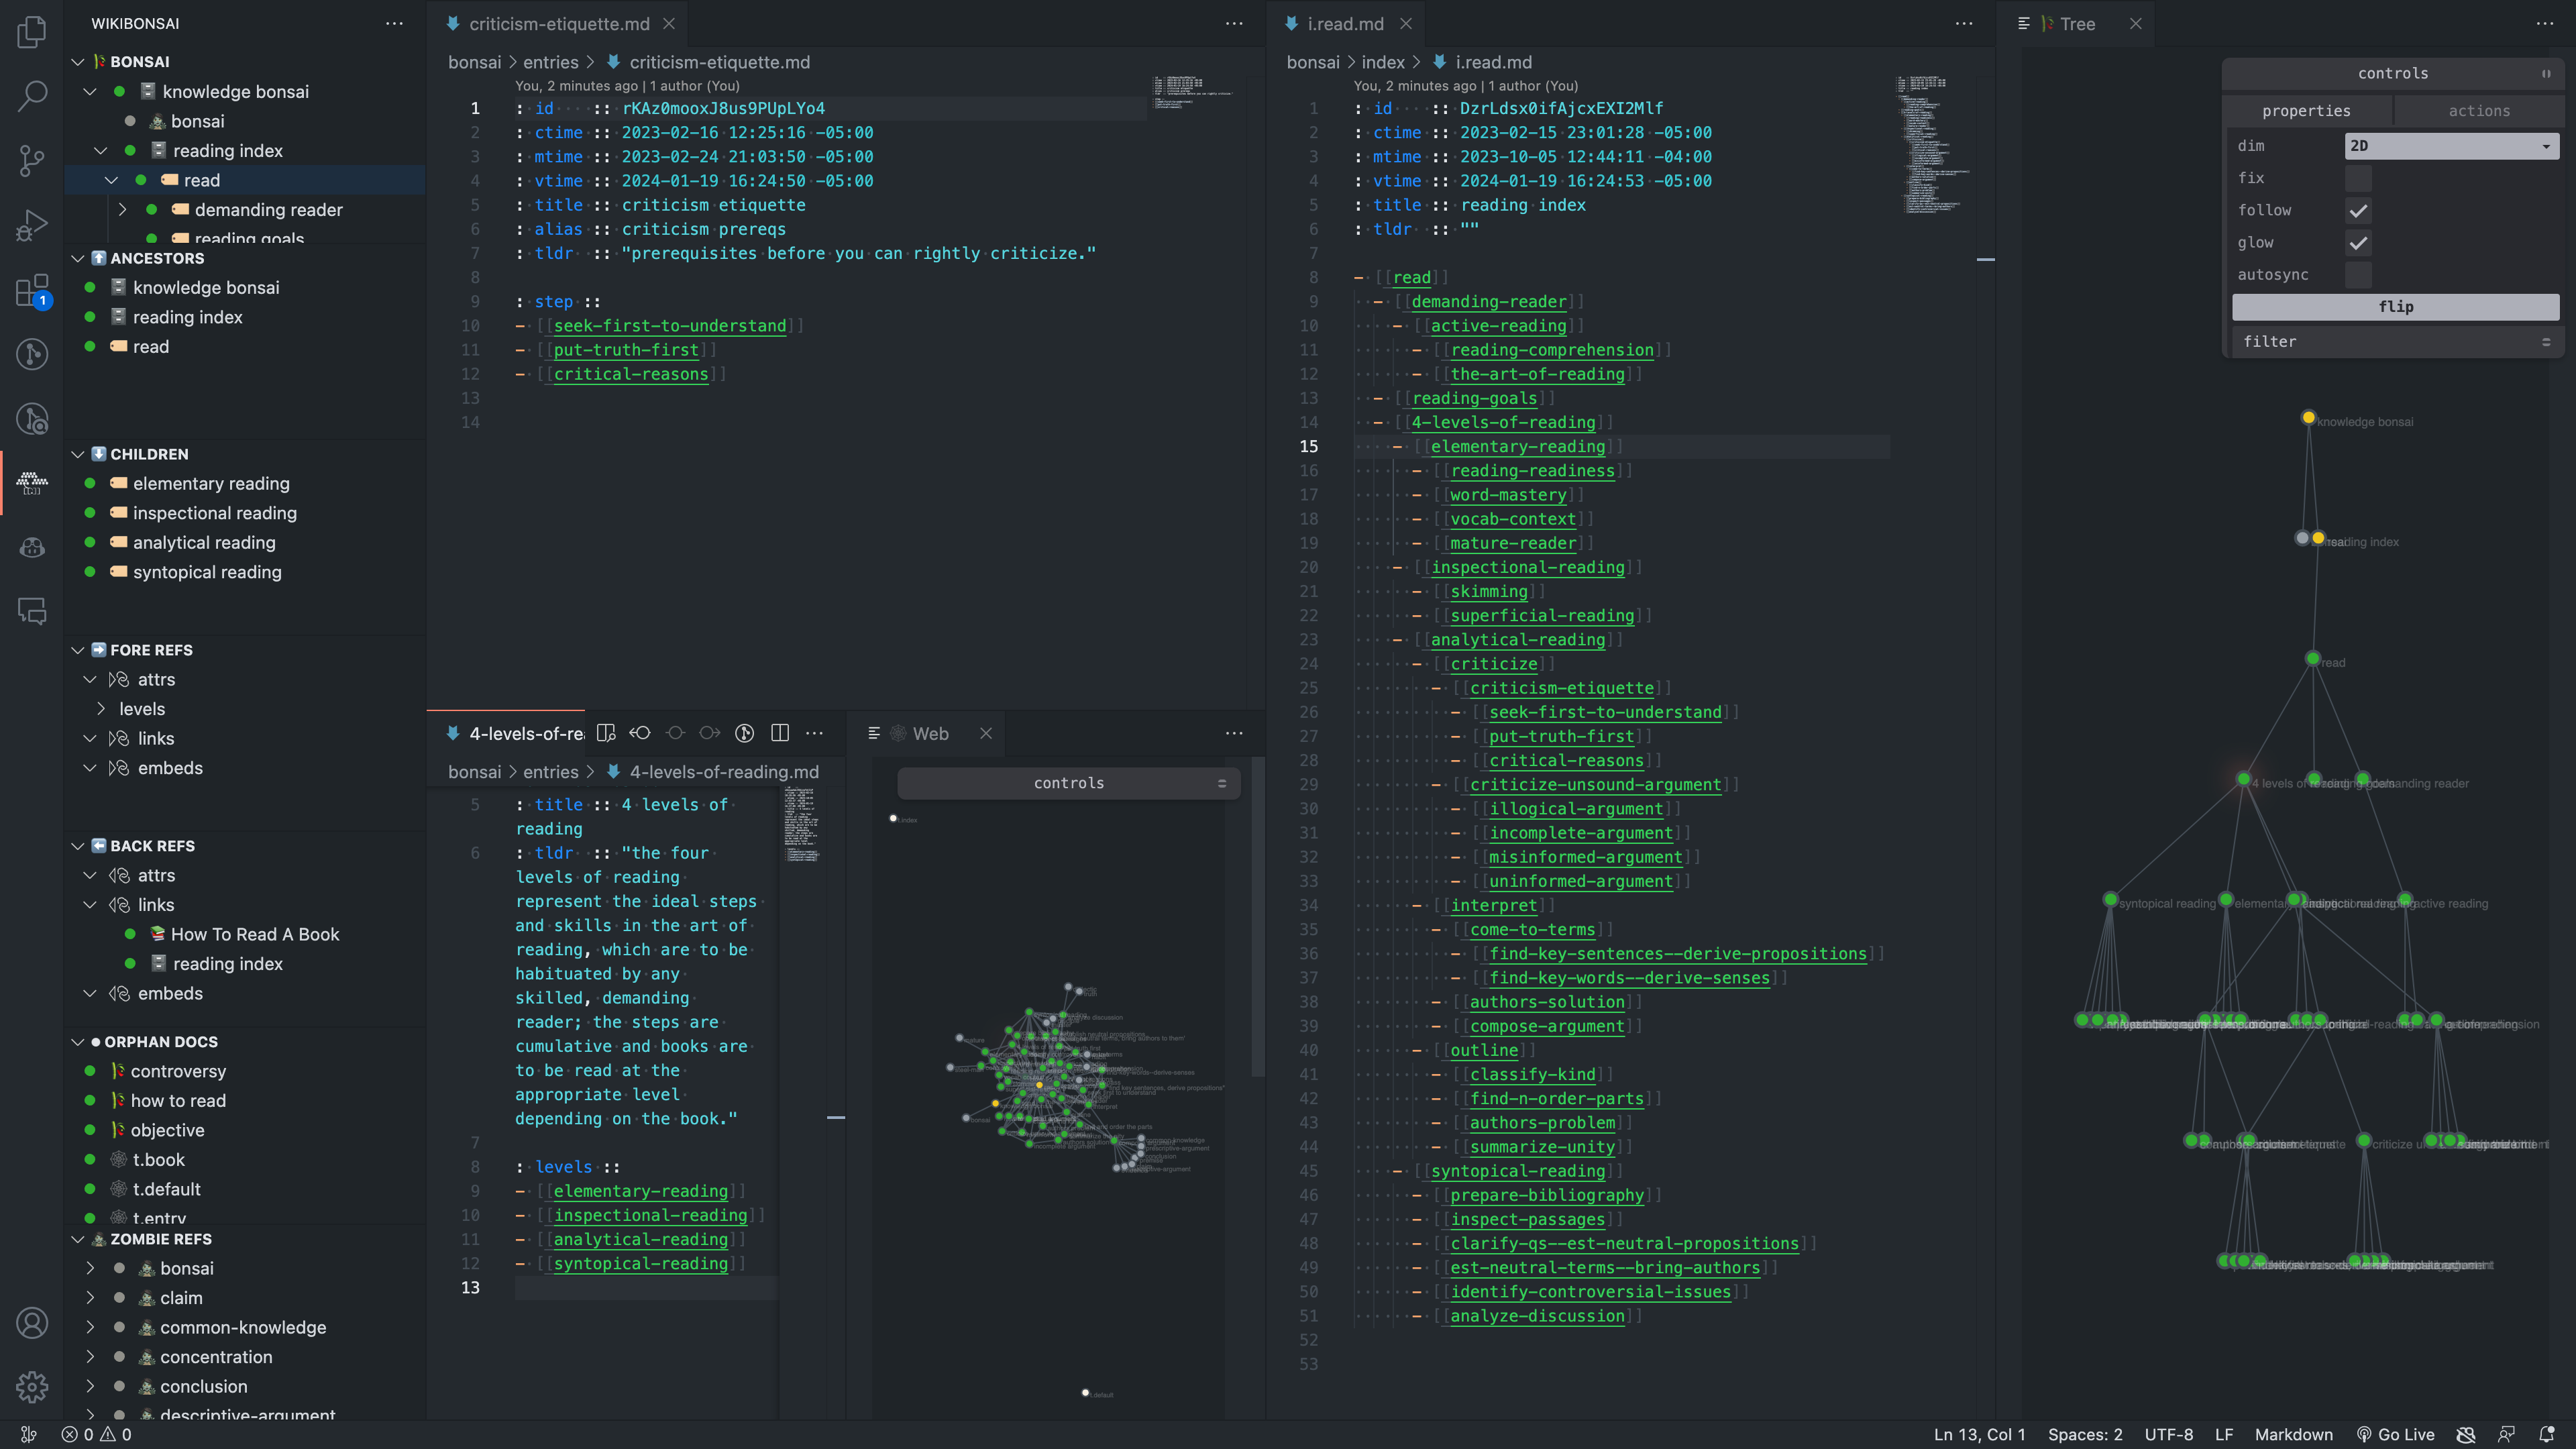 WIKIBONSAI
BONSAI
knowledge bonsai
bonsai
reading index
read
demanding reader
reading goals
ANCESTORS
knowledge bonsai
reading index
read
CHILDREN
elementary reading
inspectional reading
analytical reading
syntopical reading
FORE REFS
attrs
levels
links
embeds
BACK REFS
attrs
links
How To Read A Book
reading index
embeds
ORPHAN DOCS
controversy
how to read
objective
t.book
t.default
t.entry
ZOMBIE REFS
bonsai
claim
common-knowledge
concentration
conclusion
descriptive-argument
1
criticism-etiquette.md
bonsai > entries > criticism-etiquette.md
You, 2 minutes ago | 1 author (You)
1 : id :: rKAz0mooxJ8us9PUpLYo4
2 : ctime :: 2023-02-16 12:25:16 -05:00
3 : mtime :: 2023-02-24 21:03:50 -05:00
4 : vtime :: 2024-01-19 16:24:50 -05:00
5 : title :: criticism etiquette
6 : alias :: criticism prereqs
7 : tldr :: "prerequisites before you can rightly criticize."
8
9 : step ::
10 - [[seek-first-to-understand]]
11 - [[put-truth-first]]
12 - [[critical-reasons]]
13
14
4-levels-of-rea
bonsai > entries > 4-levels-of-reading.md
5 : title :: 4 levels of
reading
6 : tldr :: "the four
levels of reading
represent the ideal steps
and skills in the art of
reading, which are to be
habituated by any
skilled, demanding
reader; the steps are
cumulative and books are
to be read at the
appropriate level
depending on the book."
7
8 : levels ::
9 - [[elementary-reading]]
10 - [[inspectional-reading]]
11 - [[analytical-reading]]
12 - [[syntopical-reading]]
13
Web
controls
t.index
bonsai
t.default
i.read.md
bonsai > index > i.read.md
You, 2 minutes ago | 1 author (You)
1 : id :: DzrLdsx0ifAjcxEXI2Mlf
2 : ctime :: 2023-02-15 23:01:28 -05:00
3 : mtime :: 2023-10-05 12:44:11 -04:00
4 : vtime :: 2024-01-19 16:24:53 -05:00
5 : title :: reading index
6 : tldr :: ""
7
8 - [[read]]
9 - [[demanding-reader]]
10 - [[active-reading]]
11 - [[reading-comprehension]]
12 - [[the-art-of-reading]]
13 - [[reading-goals]]
14 - [[4-levels-of-reading]]
15 - [[elementary-reading]]
16 - [[reading-readiness]]
17 - [[word-mastery]]
18 - [[vocab-context]]
19 - [[mature-reader]]
20 - [[inspectional-reading]]
21 - [[skimming]]
22 - [[superficial-reading]]
23 - [[analytical-reading]]
24 - [[criticize]]
25 - [[criticism-etiquette]]
26 - [[seek-first-to-understand]]
27 - [[put-truth-first]]
28 - [[critical-reasons]]
29 - [[criticize-unsound-argument]]
30 - [[illogical-argument]]
31 - [[incomplete-argument]]
32 - [[misinformed-argument]]
33 - [[uninformed-argument]]
34 - [[interpret]]
35 - [[come-to-terms]]
36 - [[find-key-sentences--derive-propositions]]
37 - [[find-key-words--derive-senses]]
38 - [[authors-solution]]
39 - [[compose-argument]]
40 - [[outline]]
41 - [[classify-kind]]
42 - [[find-n-order-parts]]
43 - [[authors-problem]]
44 - [[summarize-unity]]
45 - [[syntopical-reading]]
46 - [[prepare-bibliography]]
47 - [[inspect-passages]]
48 - [[clarify-qs--est-neutral-propositions]]
49 - [[est-neutral-terms--bring-authors]]
50 - [[identify-controversial-issues]]
51 - [[analyze-discussion]]
52
53
Tree
controls
properties
actions
dim 2D
fix
follow
glow
autosync
flip
filter
knowledge bonsai
reading index
read
4 levels of reading
demanding reader
syntopical reading
active reading
0 0
Ln 13, Col 1
Spaces: 2
UTF-8
LF
Markdown
Go Live